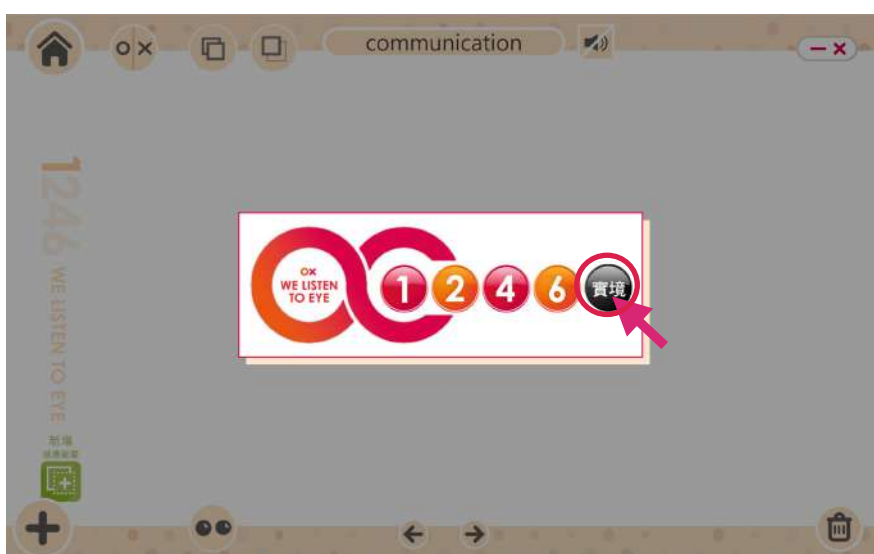 O X
communication
OX
WE LISTEN
TO EYE
1 2 4 6 實境
1246 WE LISTEN TO EYE
新增